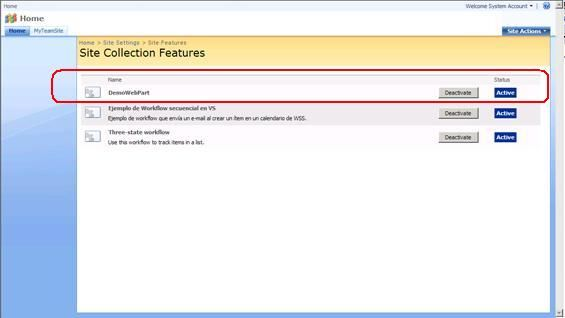 Home
Welcome System Account
Home
Home MyTeamSite Site Actions
Home > Site Settings > Site Features
Site Collection Features
Name Status
DemoWebPart Deactivate Active
Ejemplo de Workflow secuencial en VS
Ejemplo de workflow que envía un e-mail al crear un ítem en un calendario de WSS.
Deactivate Active
Three-state workflow
Use this workflow to track items in a list.
Deactivate Active